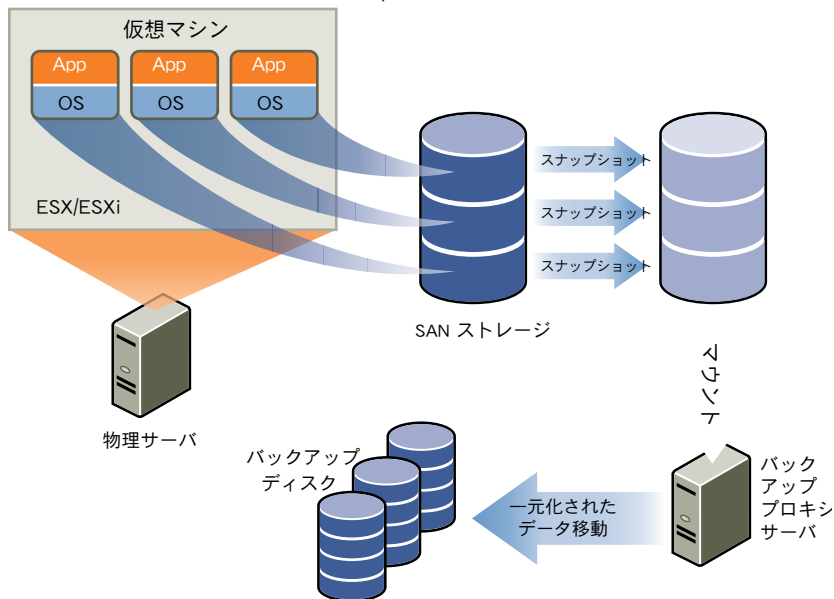 仮想マシン
App App App
OS OS OS
ESX/ESXi
スナップショット
スナップショット
スナップショット
SAN ストレージ
物理サーバ
マウント
バックアップ
ディスク
一元化された
データ移動
バック
アップ
プロキシ
サーバ